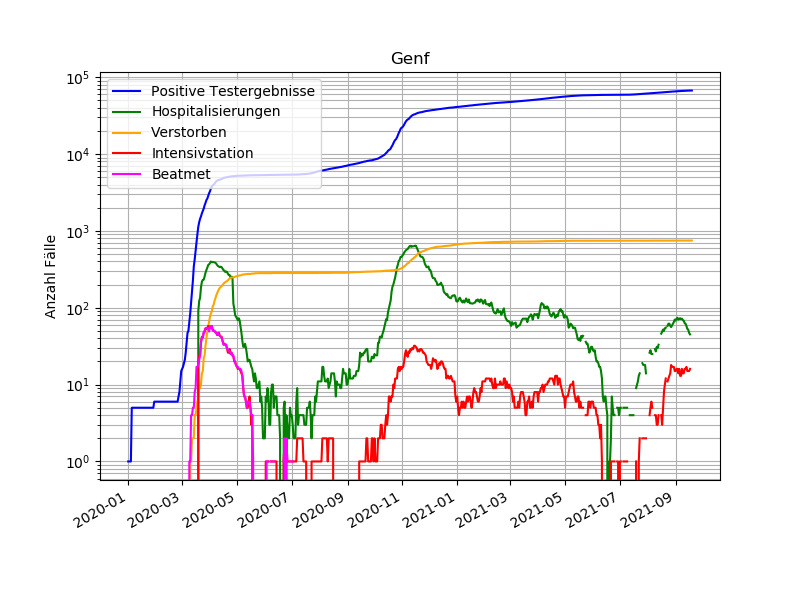 Genf
Positive Testergebnisse
Hospitalisierungen
Verstorben
Intensivstation
Beatmet
Anzahl Fälle
10^5
10^4
10^3
10^2
10^1
10^0
2020-01
2020-03
2020-05
2020-07
2020-09
2020-11
2021-01
2021-03
2021-05
2021-07
2021-09